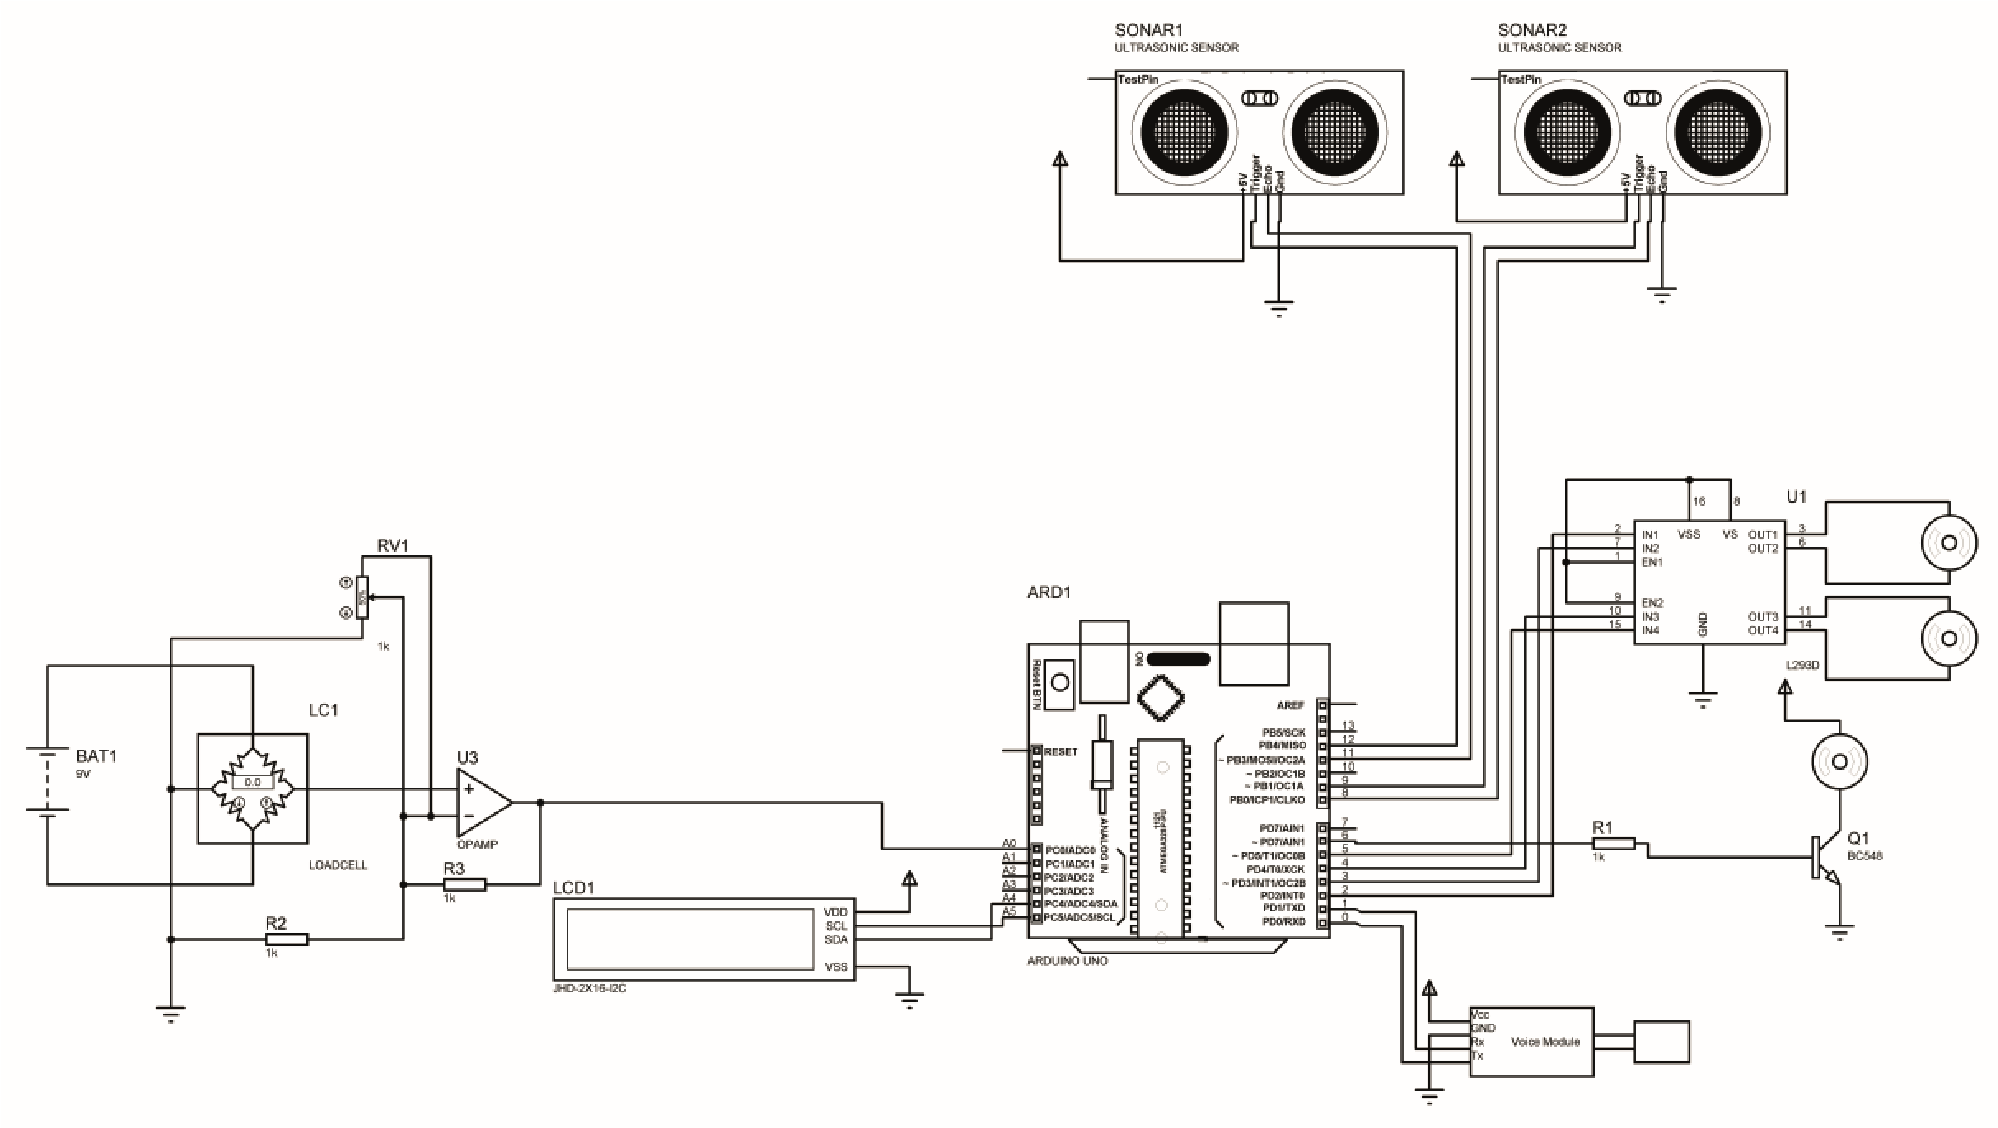 SONAR1
ULTRASONIC SENSOR
TestPin
+5V
Trigger
Echo
Gnd
SONAR2
ULTRASONIC SENSOR
TestPin
+5V
Trigger
Echo
Gnd
RV1
1k
BAT1
9V
LC1
0.0
LOADCELL
U3
+
-
OPAMP
R3
1k
R2
1k
LCD1
VDD
SCL
SDA
VSS
JHD-2X16-I2C
ARD1
Reset BTN
ON
RESET
ANALOG IN
A0 PC0/ADC0
A1 PC1/ADC1
A2 PC2/ADC2
A3 PC3/ADC3
A4 PC4/ADC4/SDA
A5 PC5/ADC5/SCL
AREF
PB5/SCK 13
PB4/MISO 12
~ PB3/MOSI/OC2A 11
~ PB2/OC1B 10
~ PB1/OC1A 9
PB0/ICP1/CLKO 8
PD7/AIN1 7
~ PD7/AIN1 6
~ PD5/T1/OC0B 5
PD4/T0/XCK 4
~ PD3/INT1/OC2B 3
PD2/INT0 2
PD1/TXD 1
PD0/RXD 0
ARDUINO UNO
U1
16
8
2 IN1
7 IN2
1 EN1
9 EN2
10 IN3
15 IN4
VSS
VS
GND
OUT1 3
OUT2 6
OUT3 11
OUT4 14
L293D
R1
1k
Q1
BC548
Vcc
GND
Rx
Tx
Voice Module